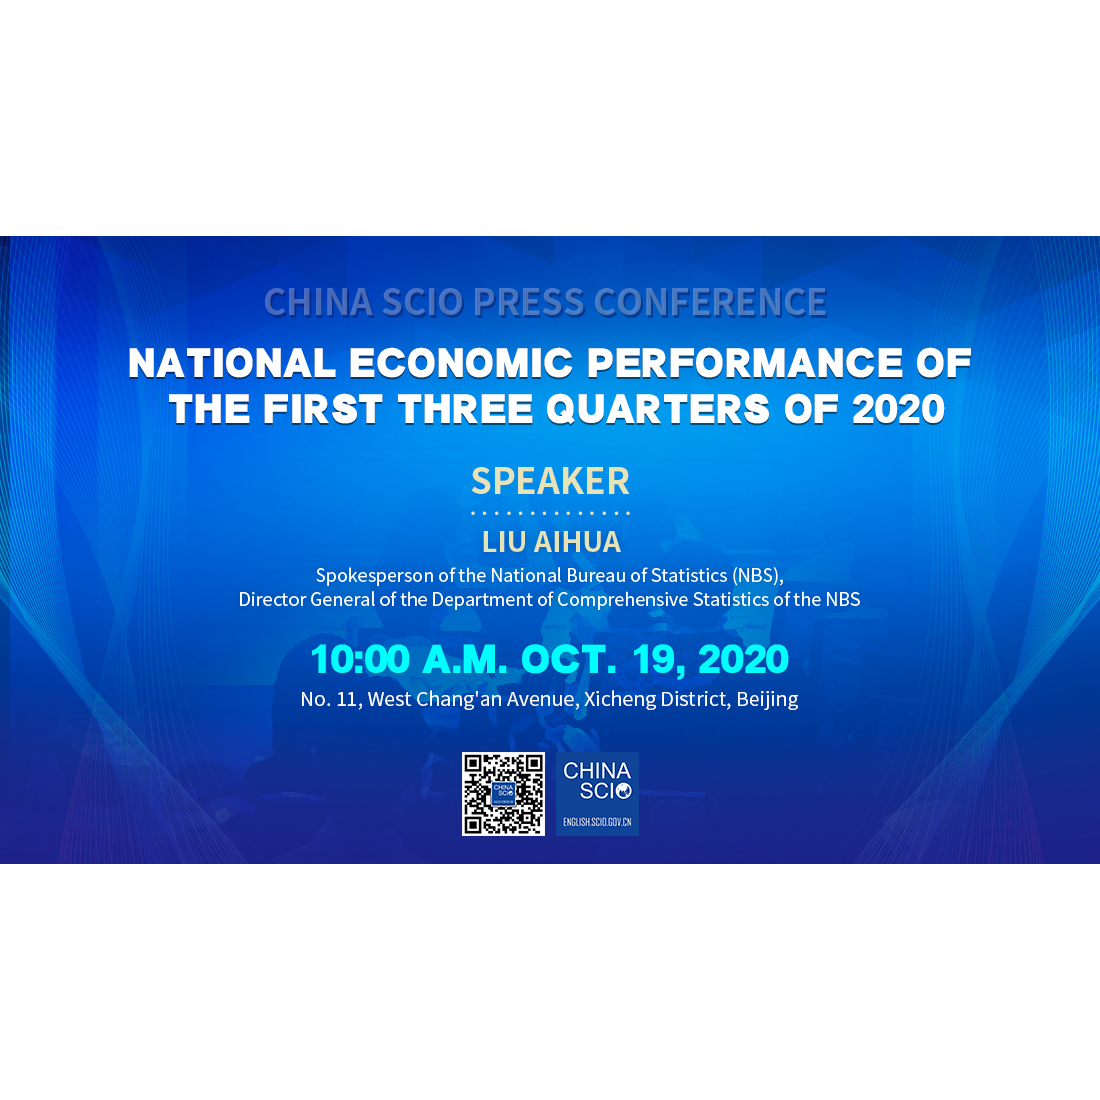 CHINA SCIO PRESS CONFERENCE
NATIONAL ECONOMIC PERFORMANCE OF
THE FIRST THREE QUARTERS OF 2020
SPEAKER
LIU AIHUA
Spokesperson of the National Bureau of Statistics (NBS),
Director General of the Department of Comprehensive Statistics of the NBS
10:00 A.M. OCT. 19, 2020
No. 11, West Chang'an Avenue, Xicheng District, Beijing
CHINA
SCIO
CHINA
SCIO
ENGLISH.SCIO.GOV.CN